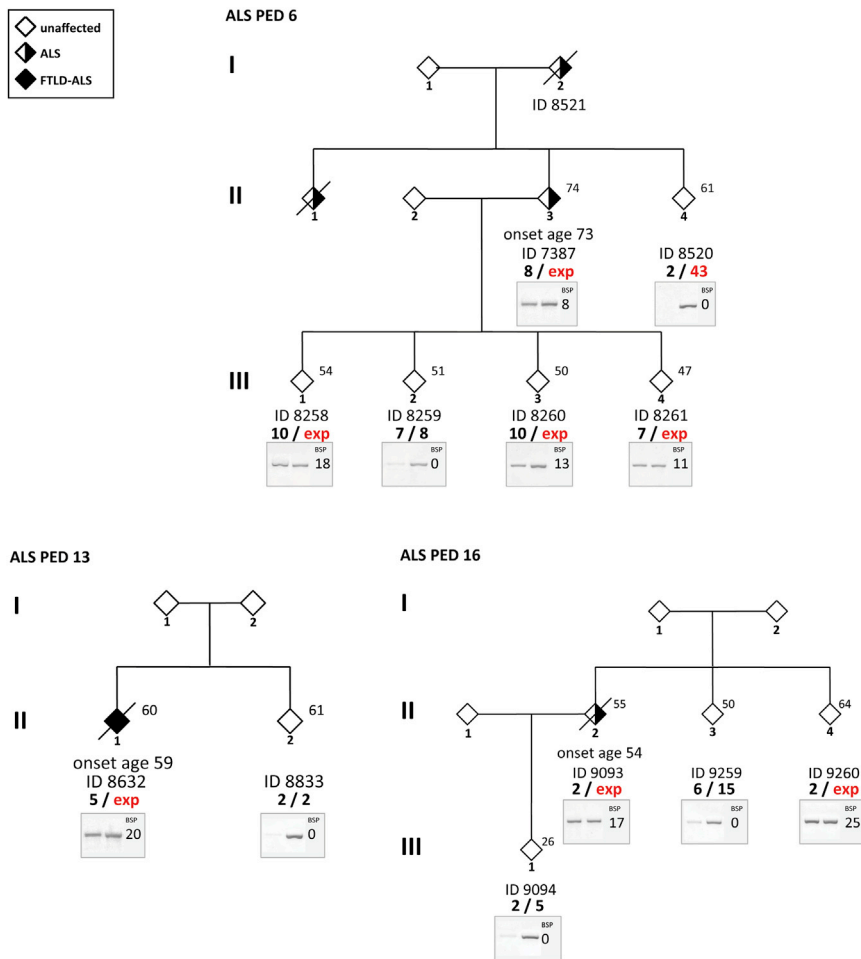 unaffected
ALS
FTLD-ALS
ALS PED 6
I
1
2
ID 8521
II
74
61
1
2
3
4
onset age 73
ID 7387
ID 8520
8 / exp
2 / 43
BSP
8
BSP
0
III
54
51
50
47
1
2
3
4
ID 8258
ID 8259
ID 8260
ID 8261
10 / exp
7 / 8
10 / exp
7 / exp
BSP
18
BSP
0
BSP
13
BSP
11
ALS PED 13
I
1
2
II
60
61
1
2
onset age 59
ID 8632
ID 8833
5 / exp
2 / 2
BSP
20
BSP
0
ALS PED 16
I
1
2
II
55
50
64
1
2
3
4
onset age 54
ID 9093
ID 9259
ID 9260
2 / exp
6 / 15
2 / exp
BSP
17
BSP
0
BSP
25
III
26
1
ID 9094
2 / 5
BSP
0